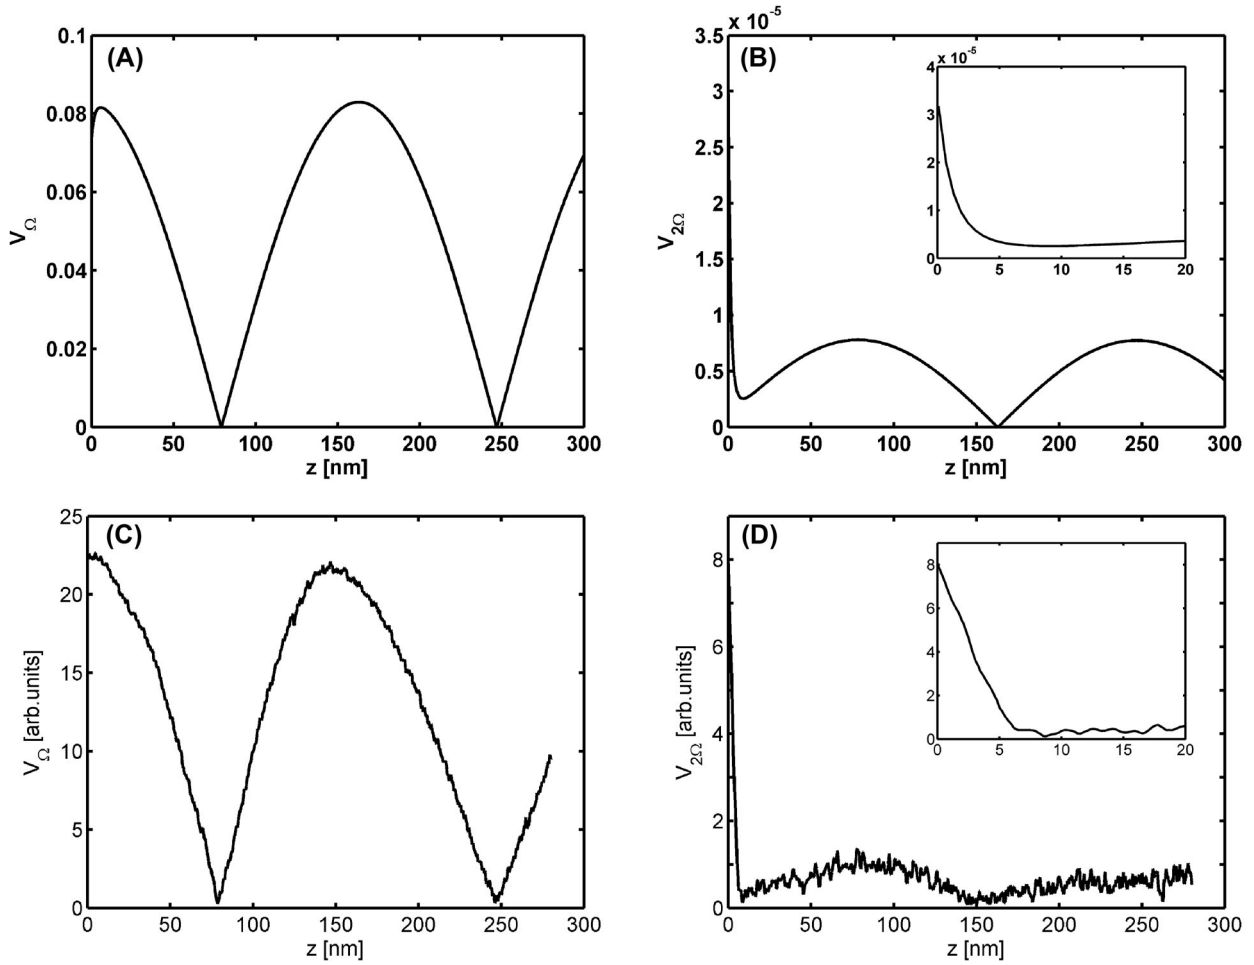 (A)
0.1
0.08
0.06
0.04
0.02
0
V_Ω
0 50 100 150 200 250 300
z [nm]
x 10^-5
(B)
3.5
3
2.5
2
1.5
1
0.5
0
V_2Ω
0 50 100 150 200 250 300
z [nm]
x 10^-5
4
3
2
1
0
0 5 10 15 20
(C)
25
20
15
10
5
0
V_Ω [arb.units]
0 50 100 150 200 250 300
z [nm]
(D)
8
6
4
2
0
V_2Ω [arb.units]
0 50 100 150 200 250 300
z [nm]
8
6
4
2
0
0 5 10 15 20